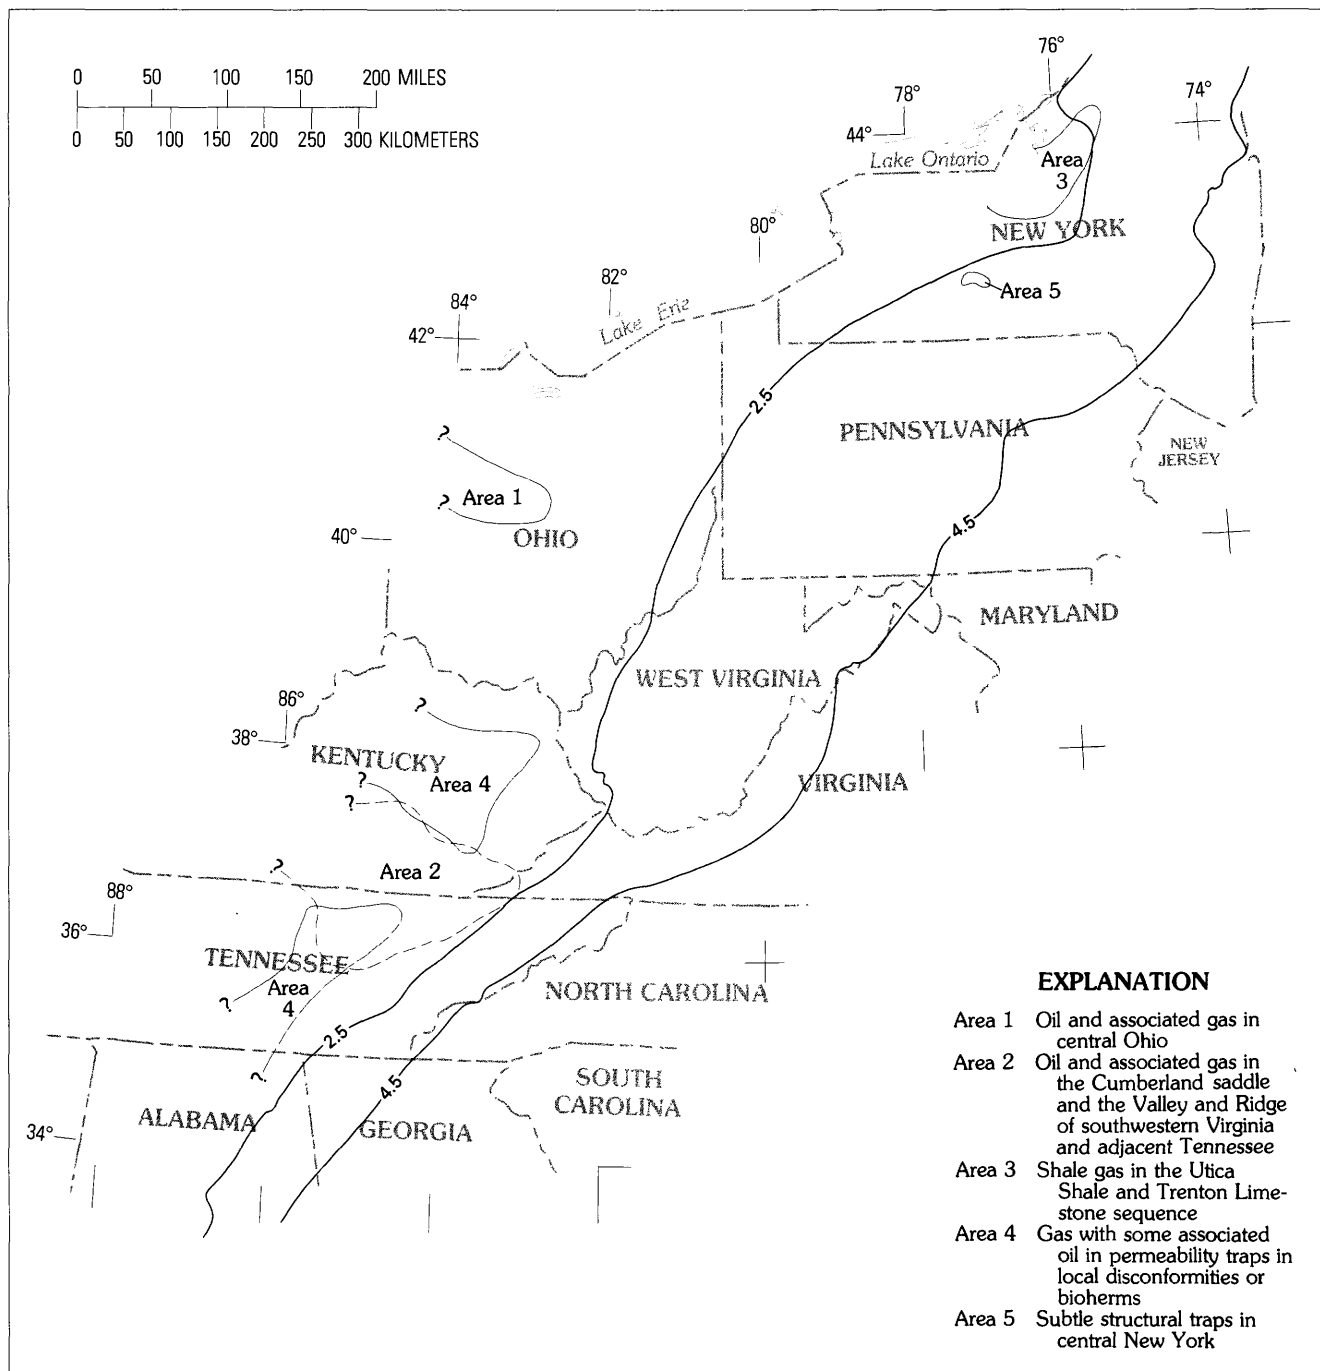 0 50 100 150 200 MILES
0 50 100 150 200 250 300 KILOMETERS
76°
78°
74°
44°
Lake Ontario
Area
3
80°
NEW YORK
82°
Area 5
84°
Lake Erie
42°
2.5
PENNSYLVANIA
?
NEW
JERSEY
?
Area 1
4.5
40°
OHIO
MARYLAND
WEST VIRGINIA
86°
?
38°
KENTUCKY
?
Area 4
VIRGINIA
?
?
Area 2
88°
36°
TENNESSEE
Area
4
?
NORTH CAROLINA
2.5
?
4.5
SOUTH
CAROLINA
ALABAMA
GEORGIA
34°
EXPLANATION
Area 1 Oil and associated gas in
central Ohio
Area 2 Oil and associated gas in
the Cumberland saddle
and the Valley and Ridge
of southwestern Virginia
and adjacent Tennessee
Area 3 Shale gas in the Utica
Shale and Trenton Lime-
stone sequence
Area 4 Gas with some associated
oil in permeability traps in
local disconformities or
bioherms
Area 5 Subtle structural traps in
central New York